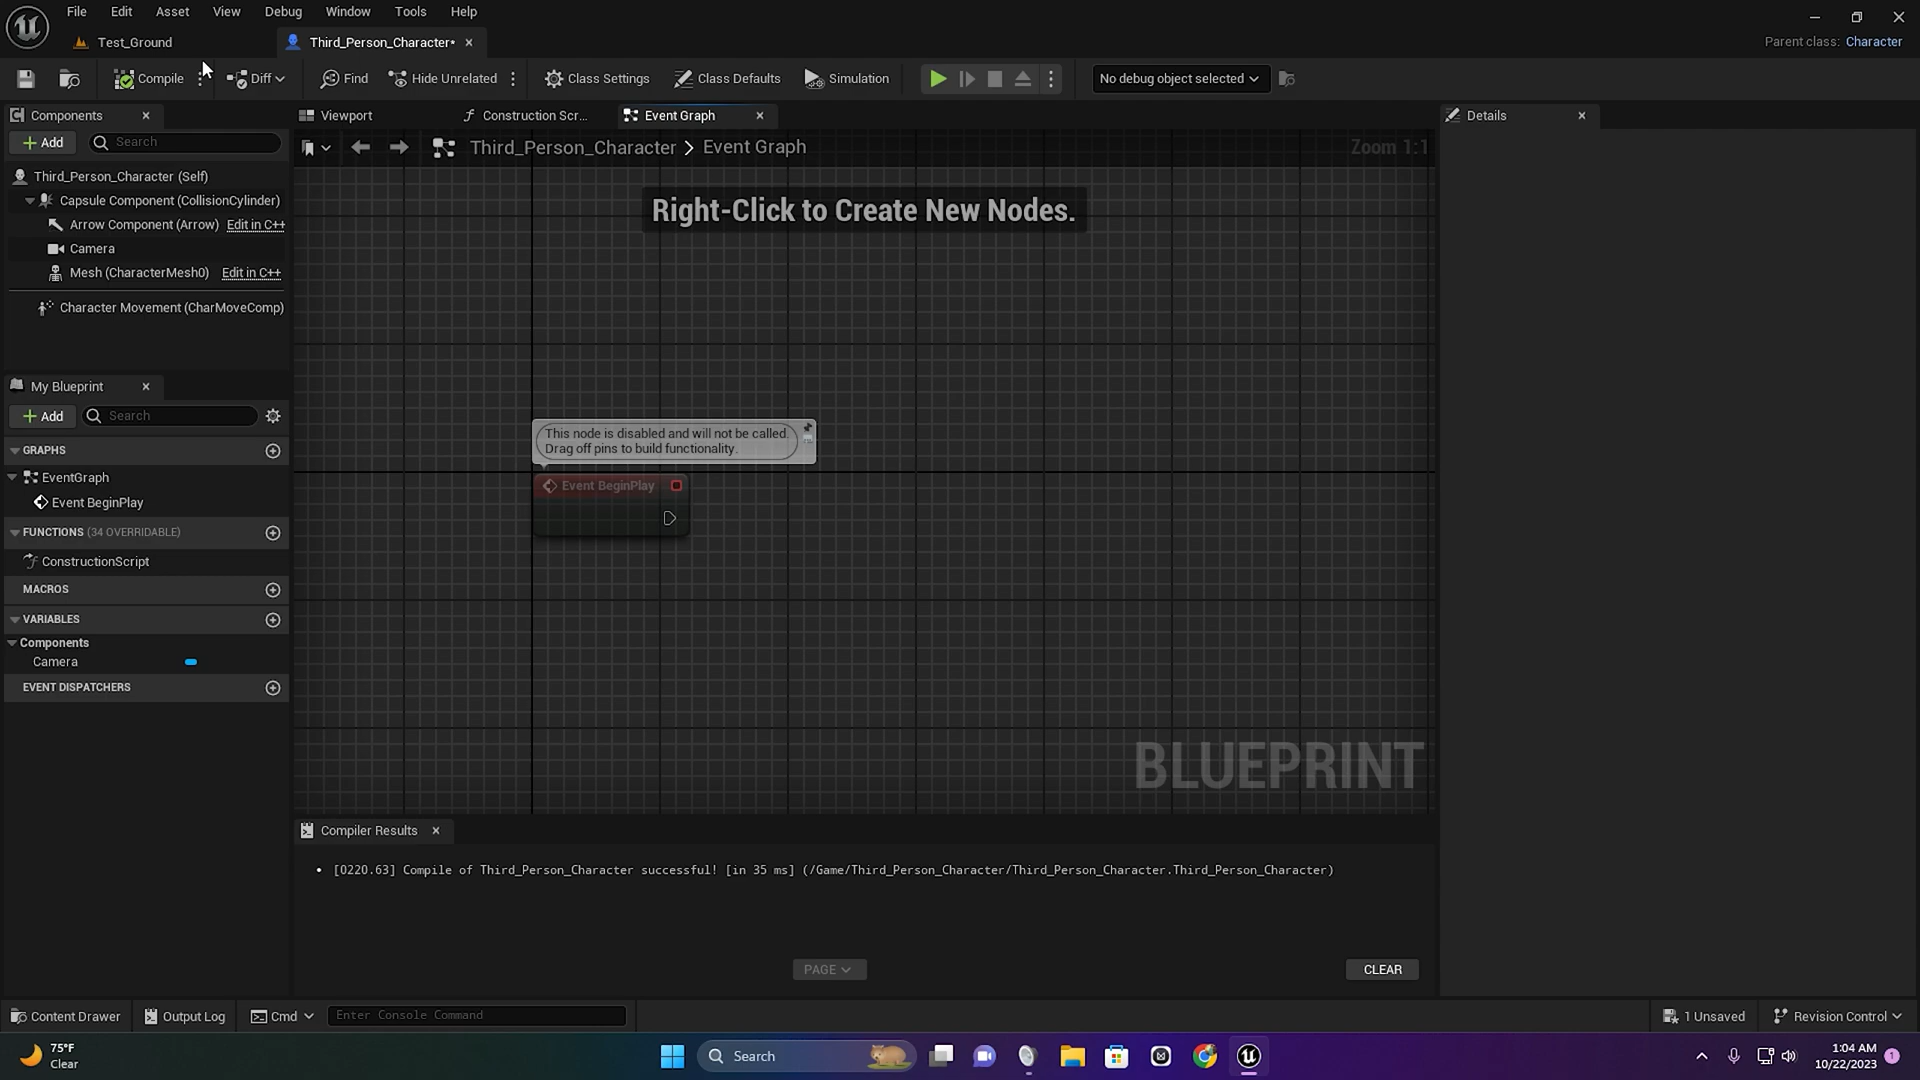 File Edit Asset View Debug Window Tools Help
Test_Ground Third_Person_Character*
Parent class: Character
Compile Diff Find Hide Unrelated Class Settings Class Defaults Simulation No debug object selected
Components
Viewport Construction Scr... Event Graph
Details
Add Search
Third_Person_Character > Event Graph
Zoom 1:1
Third_Person_Character (Self)
Capsule Component (CollisionCylinder)
Arrow Component (Arrow) Edit in C++
Camera
Mesh (CharacterMesh0) Edit in C++
Character Movement (CharMoveComp)
Right-Click to Create New Nodes.
My Blueprint
Add Search
GRAPHS
EventGraph
Event BeginPlay
FUNCTIONS (34 OVERRIDABLE)
ConstructionScript
MACROS
VARIABLES
Components
Camera
EVENT DISPATCHERS
This node is disabled and will not be called.
Drag off pins to build functionality.
Event BeginPlay
BLUEPRINT
Compiler Results
• [0220.63] Compile of Third_Person_Character successful! [in 35 ms] (/Game/Third_Person_Character/Third_Person_Character.Third_Person_Character)
PAGE
CLEAR
Content Drawer Output Log Cmd Enter Console Command
1 Unsaved Revision Control
75°F
Clear
Search
1:04 AM
10/22/2023
1